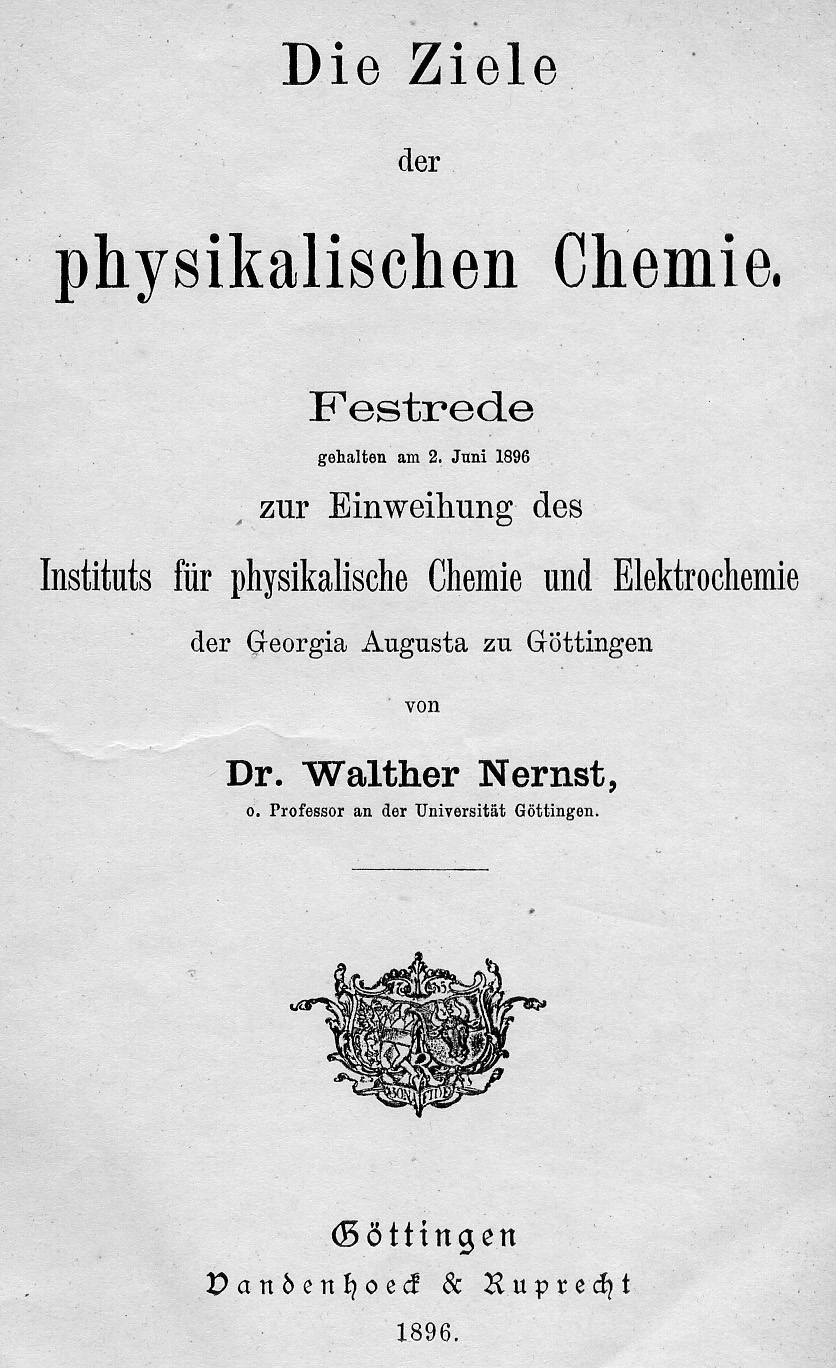 Die Ziele
der
physikalischen Chemie.
Festrede
gehalten am 2. Juni 1896
zur Einweihung des
Instituts für physikalische Chemie und Elektrochemie
der Georgia Augusta zu Göttingen
von
Dr. Walther Nernst,
o. Professor an der Universität Göttingen.
BONA FIDE
Göttingen
Vandenhoeck & Ruprecht
1896.